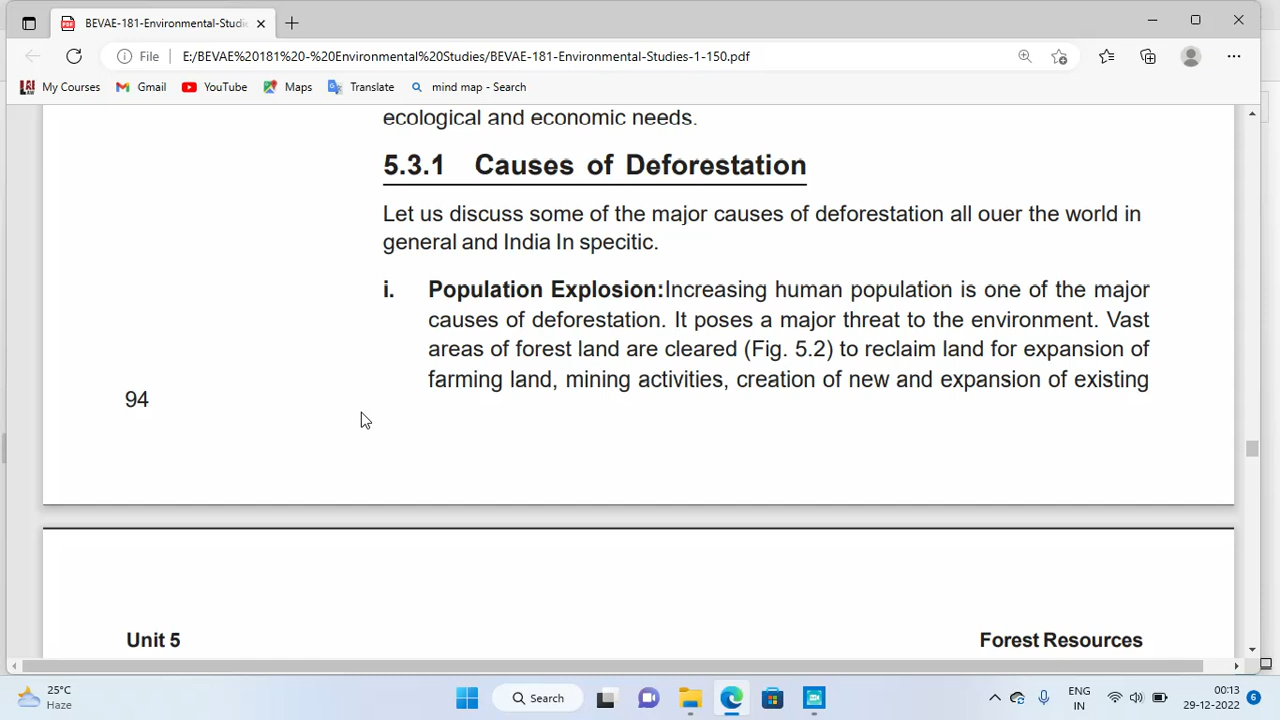 BEVAE-181-Environmental-Studi
File
E:/BEVAE%20181%20-%20Environmental%20Studies/BEVAE-181-Environmental-Studies-1-150.pdf
My Courses
Gmail
YouTube
Maps
Translate
mind map - Search
ecological and economic needs.
5.3.1 Causes of Deforestation
Let us discuss some of the major causes of deforestation all ouer the world in
general and India In specitic.
i. Population Explosion:Increasing human population is one of the major
causes of deforestation. It poses a major threat to the environment. Vast
areas of forest land are cleared (Fig. 5.2) to reclaim land for expansion of
farming land, mining activities, creation of new and expansion of existing
94
Unit 5
Forest Resources
25°C
Haze
Search
ENG
IN
00:13
29-12-2022
6